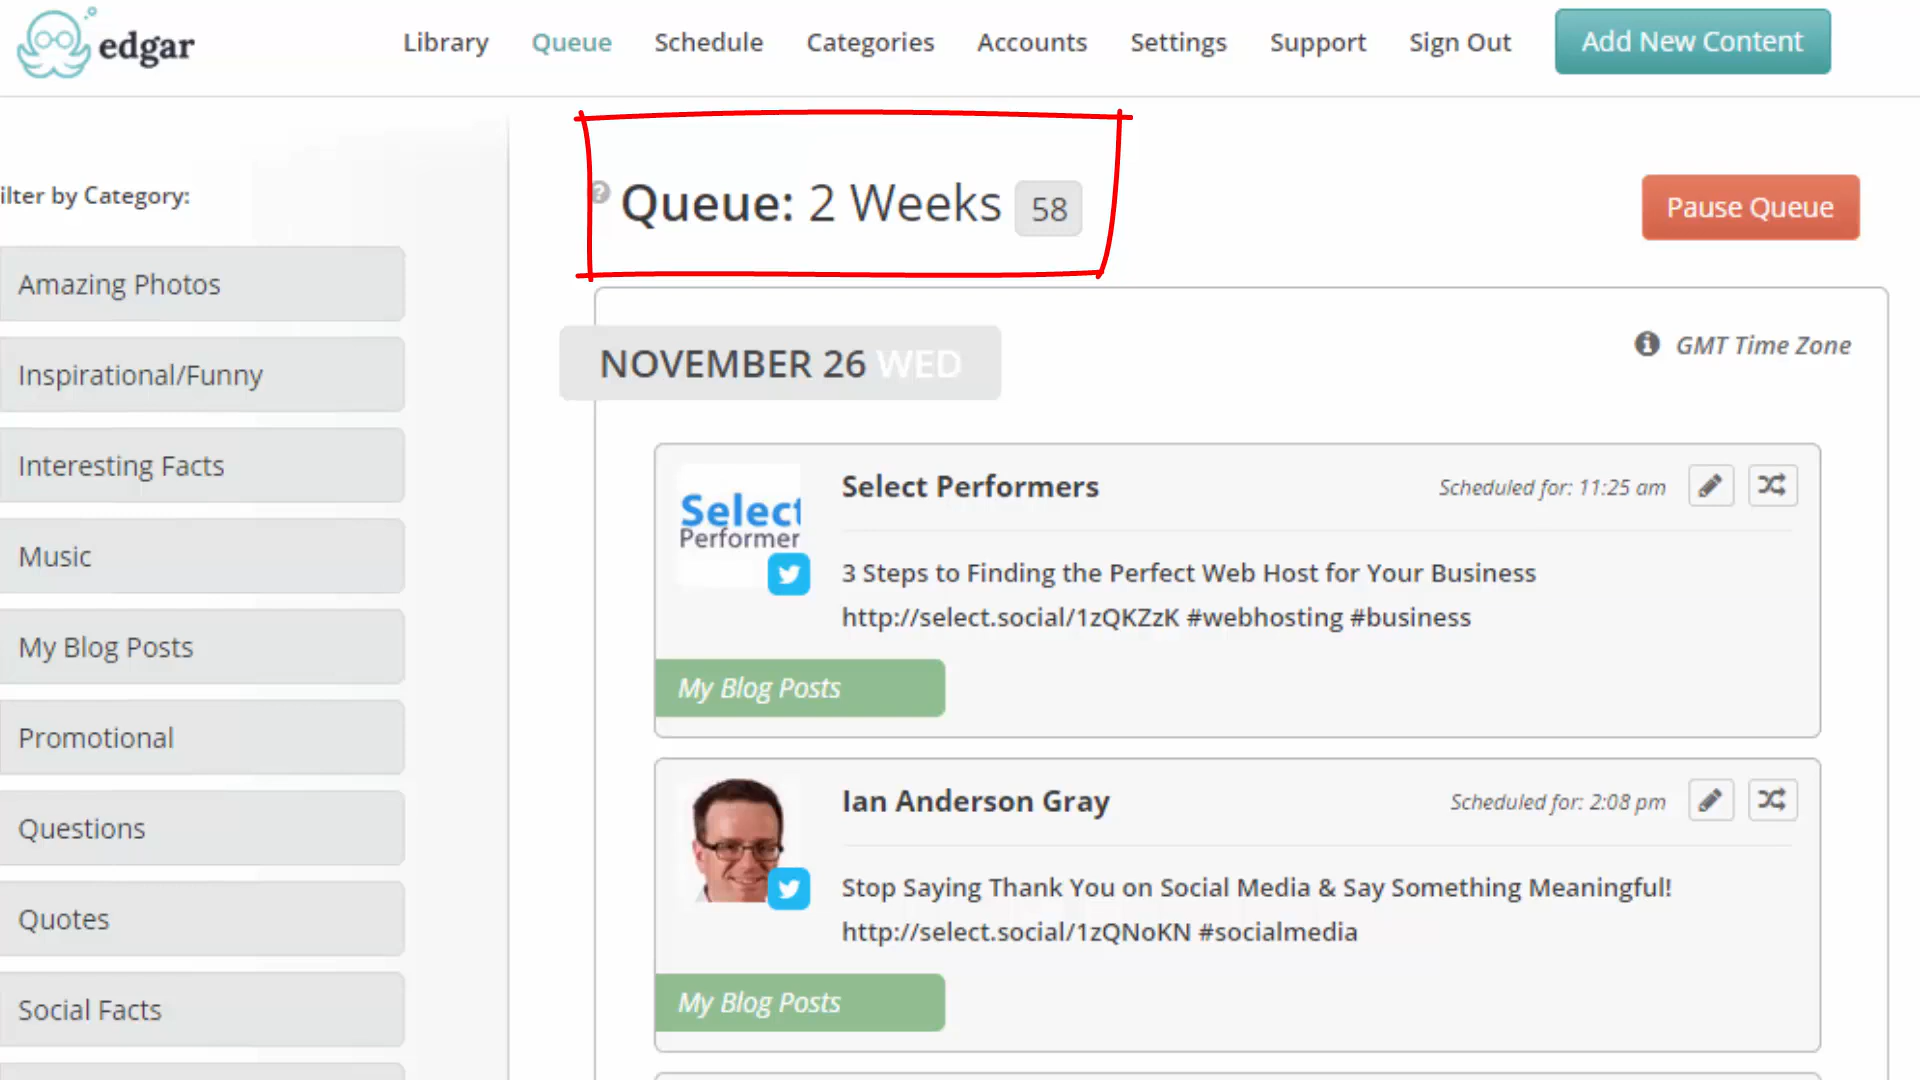 edgar
Library
Queue
Schedule
Categories
Accounts
Settings
Support
Sign Out
Add New Content
ilter by Category:
Amazing Photos
Inspirational/Funny
Interesting Facts
Music
My Blog Posts
Promotional
Questions
Quotes
Social Facts
? Queue: 2 Weeks 58
Pause Queue
NOVEMBER 26 WED
GMT Time Zone
Select
Performer
Select Performers
Scheduled for: 11:25 am
3 Steps to Finding the Perfect Web Host for Your Business
http://select.social/1zQKZzK #webhosting #business
My Blog Posts
Ian Anderson Gray
Scheduled for: 2:08 pm
Stop Saying Thank You on Social Media & Say Something Meaningful!
http://select.social/1zQNoKN #socialmedia
My Blog Posts